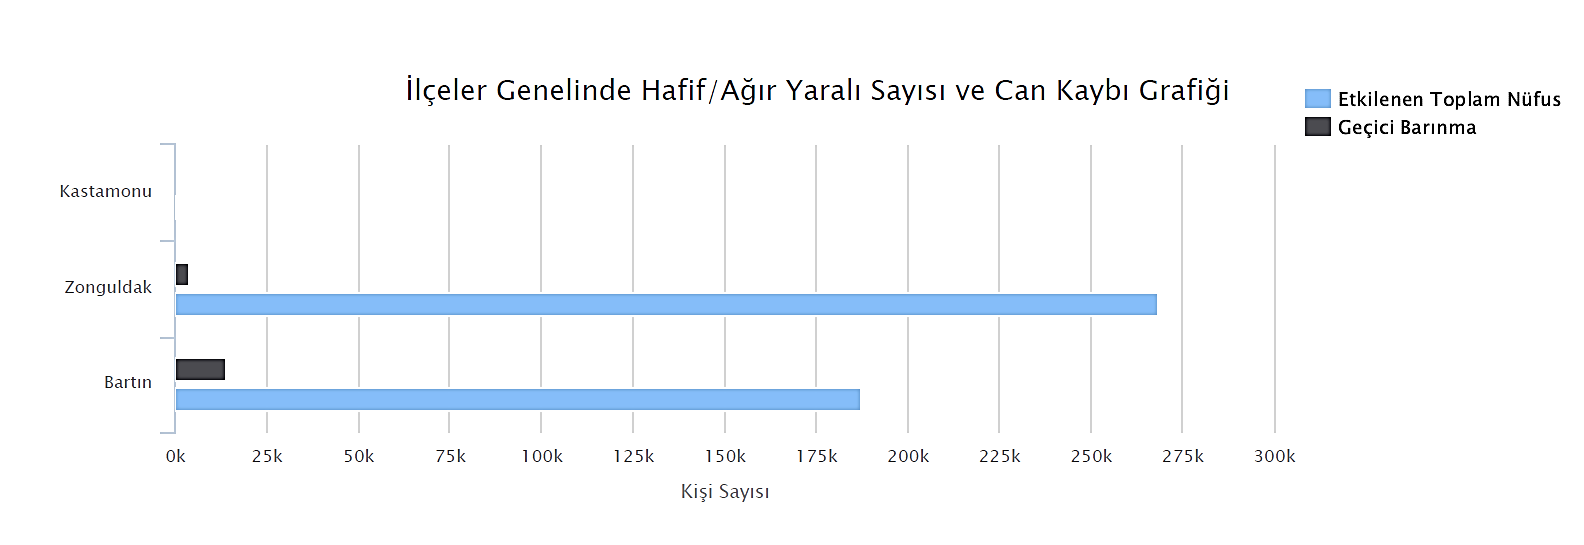 İlçeler Genelinde Hafif/Ağır Yaralı Sayısı ve Can Kaybı Grafiği
Etkilenen Toplam Nüfus
Geçici Barınma
Kastamonu
Zonguldak
Bartın
0k 25k 50k 75k 100k 125k 150k 175k 200k 225k 250k 275k 300k
Kişi Sayısı